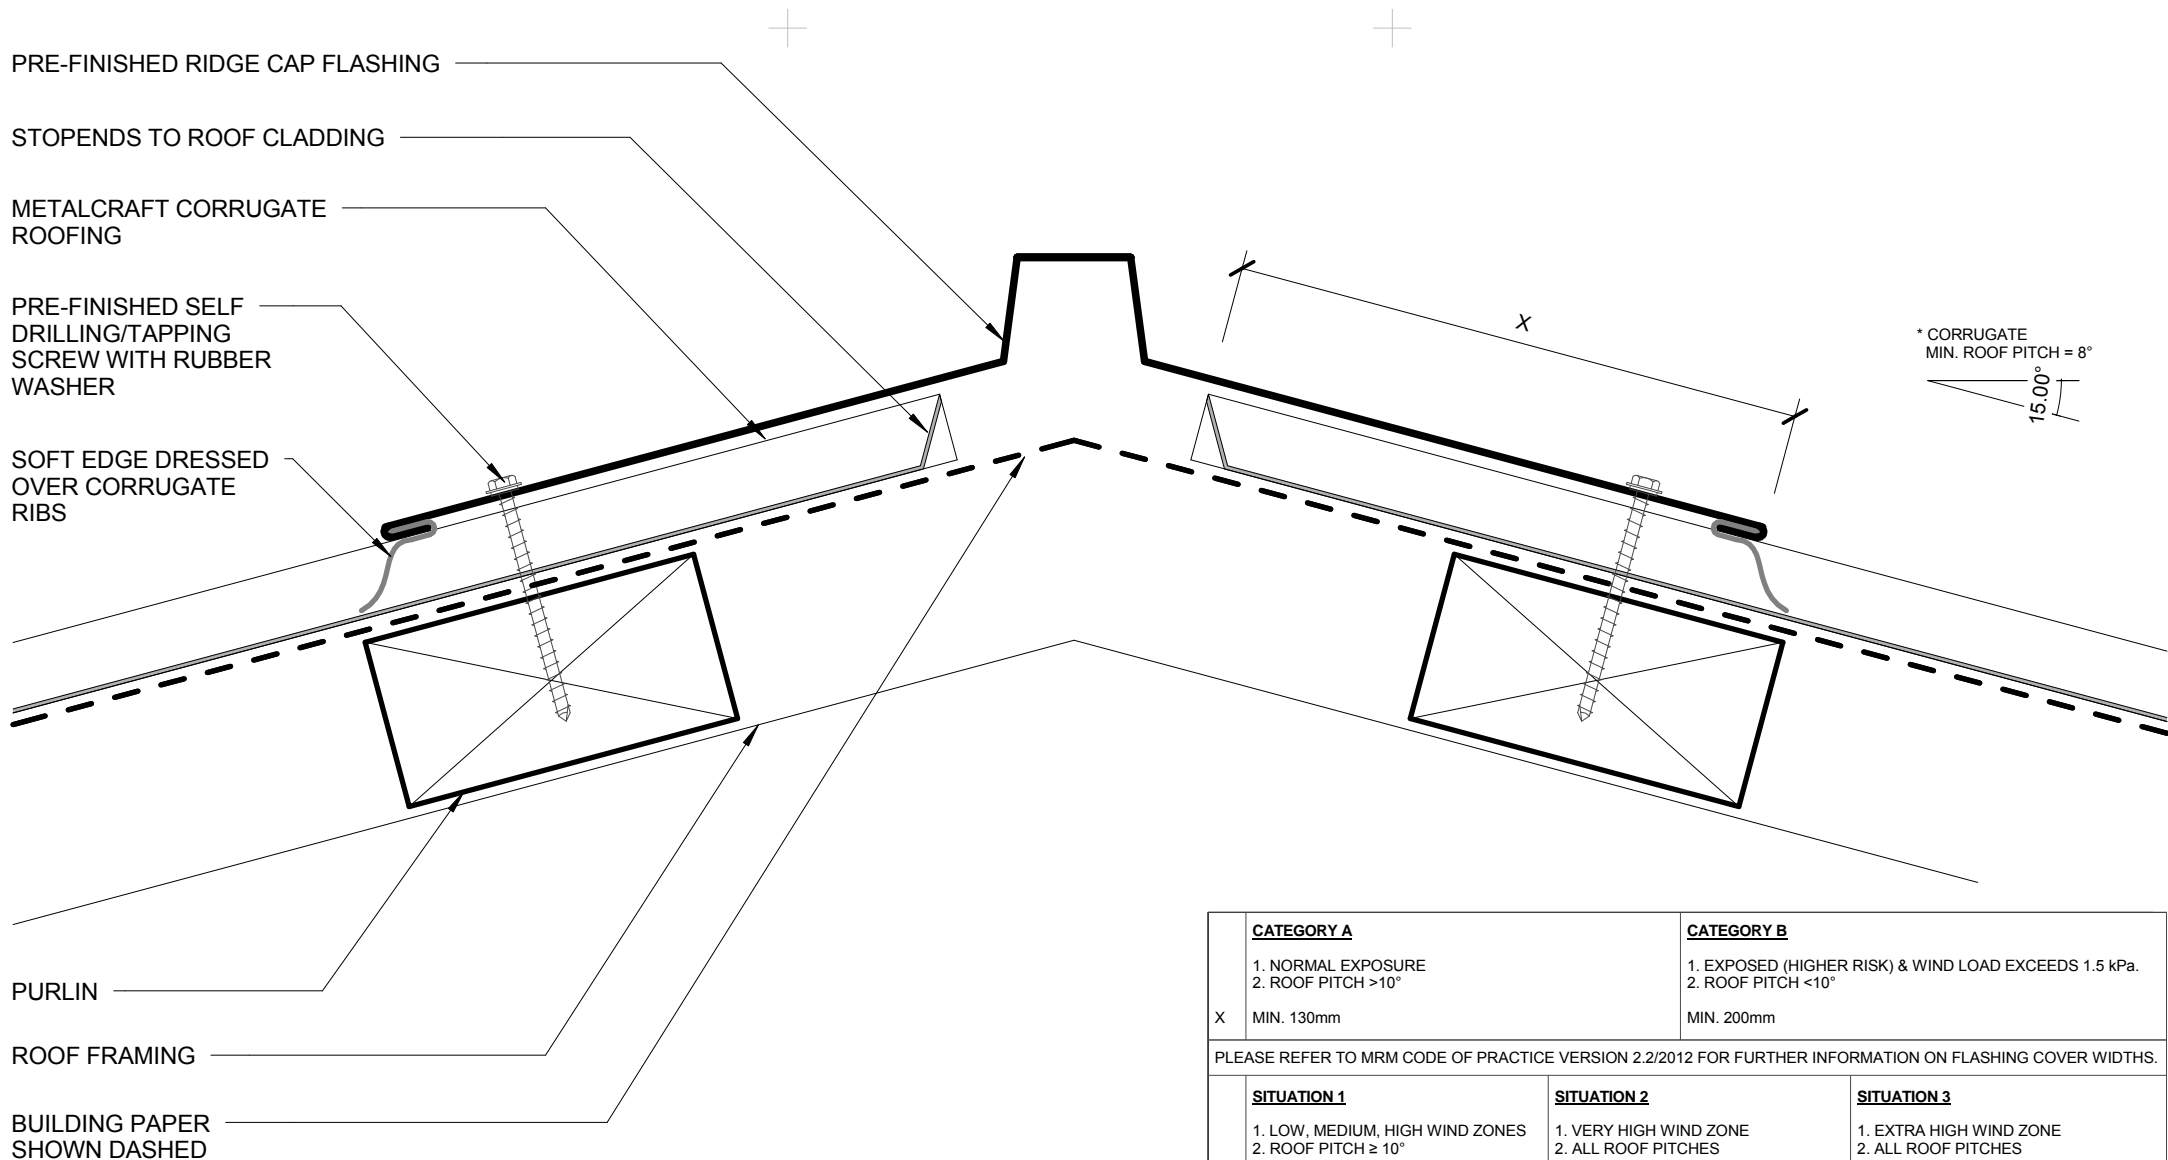 PRE-FINISHED RIDGE CAP FLASHING
STOPENDS TO ROOF CLADDING
METALCRAFT CORRUGATE
ROOFING
PRE-FINISHED SELF
DRILLING/TAPPING
SCREW WITH RUBBER
WASHER
SOFT EDGE DRESSED
OVER CORRUGATE
RIBS
PURLIN
ROOF FRAMING
BUILDING PAPER
SHOWN DASHED
X
* CORRUGATE
MIN. ROOF PITCH = 8°
15.00°
CATEGORY A
1. NORMAL EXPOSURE
2. ROOF PITCH >10°
CATEGORY B
1. EXPOSED (HIGHER RISK) & WIND LOAD EXCEEDS 1.5 kPa.
2. ROOF PITCH <10°
X MIN. 130mm MIN. 200mm
PLEASE REFER TO MRM CODE OF PRACTICE VERSION 2.2/2012 FOR FURTHER INFORMATION ON FLASHING COVER WIDTHS.
SITUATION 1
1. LOW, MEDIUM, HIGH WIND ZONES
2. ROOF PITCH ≥ 10°
SITUATION 2
1. VERY HIGH WIND ZONE
2. ALL ROOF PITCHES
SITUATION 3
1. EXTRA HIGH WIND ZONE
2. ALL ROOF PITCHES